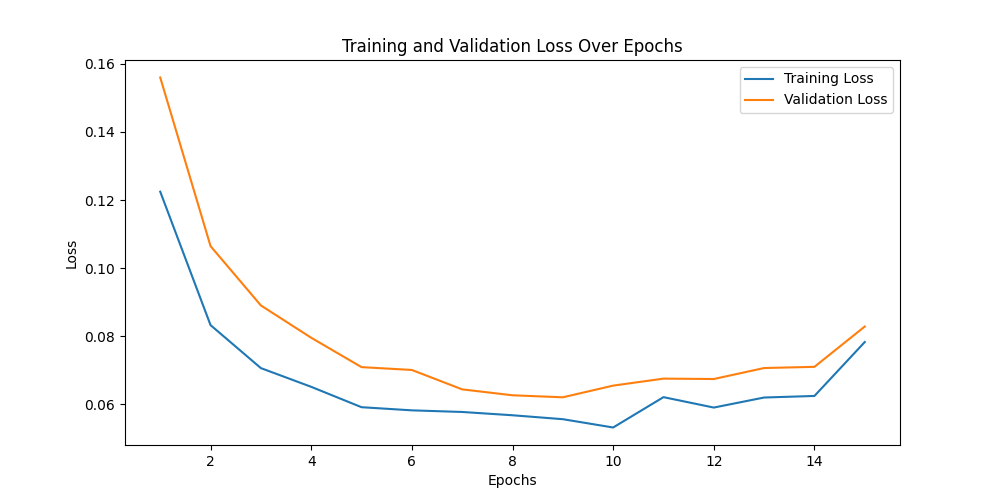 Training and Validation Loss Over Epochs
Training Loss
Validation Loss
0.16
0.14
0.12
0.10
0.08
0.06
Loss
2 4 6 8 10 12 14
Epochs